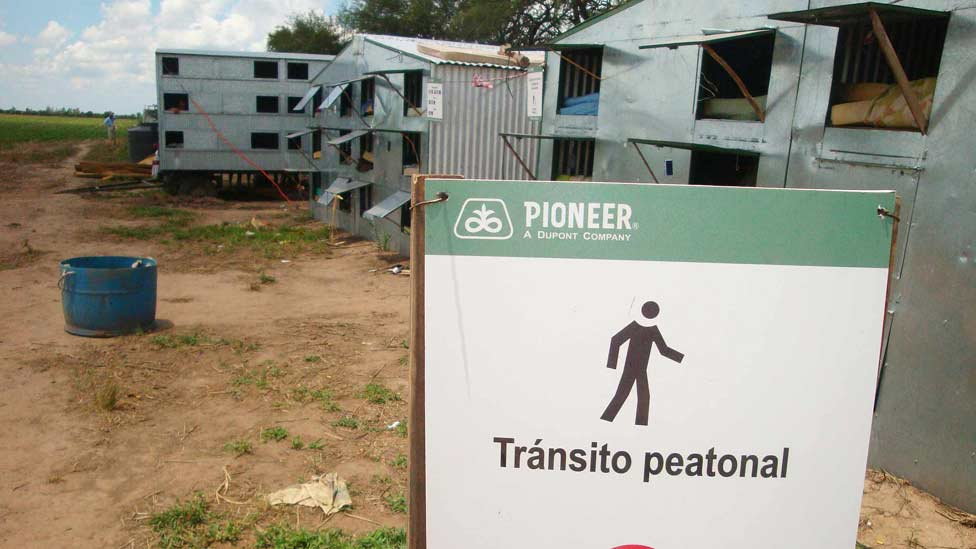 PIONEER®
A DUPONT COMPANY
Tránsito peatonal